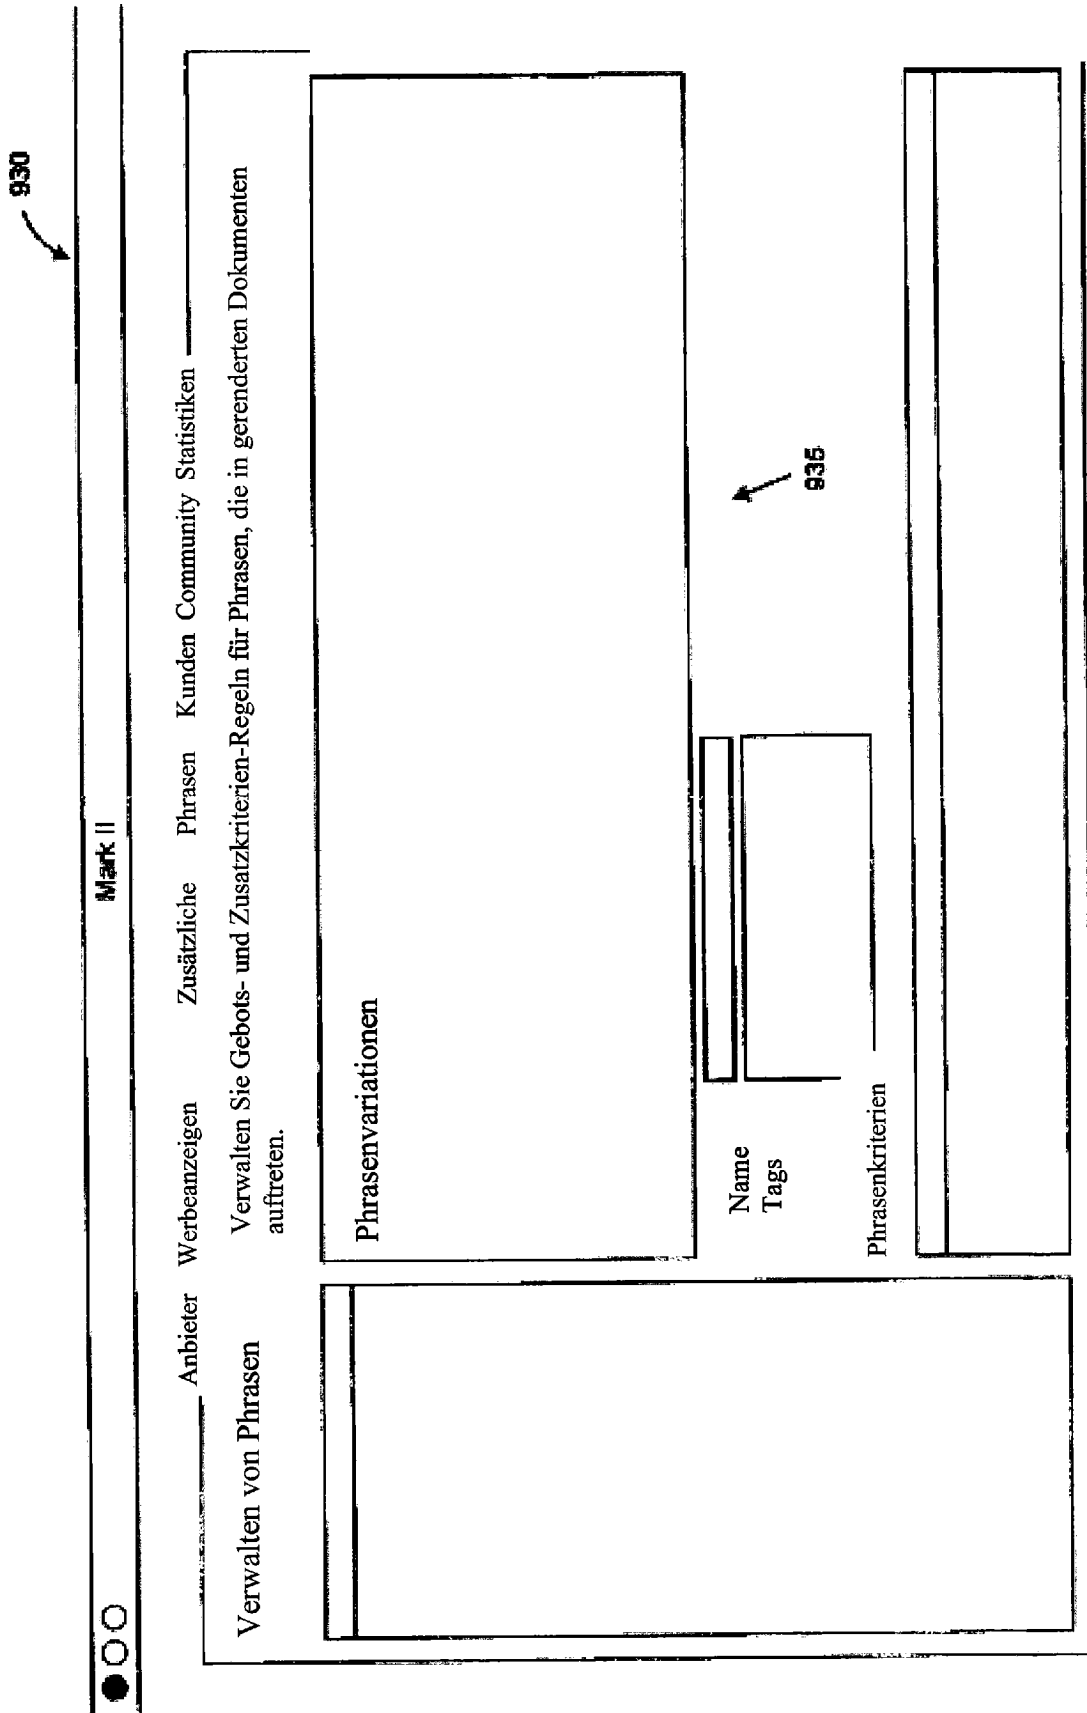 930
Mark II
Anbieter Werbeanzeigen Zusätzliche Phrasen Kunden Community Statistiken
Verwalten von Phrasen
Verwalten Sie Gebots- und Zusatzkriterien-Regeln für Phrasen, die in gerenderten Dokumenten
auftreten.
Phrasenvariationen
935
Name
Tags
Phrasenkriterien